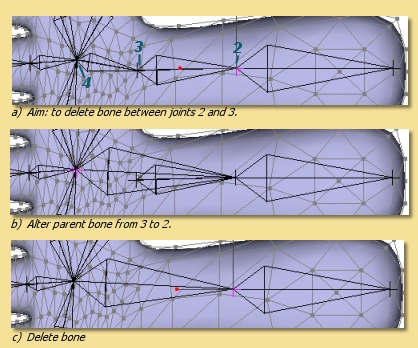 3
2
4
a) Aim: to delete bone between joints 2 and 3.
b) Alter parent bone from 3 to 2.
c) Delete bone